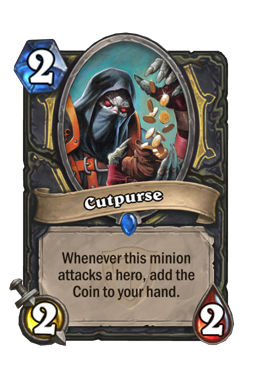 2
Cutpurse
Whenever this minion
attacks a hero, add the
Coin to your hand.
2
2